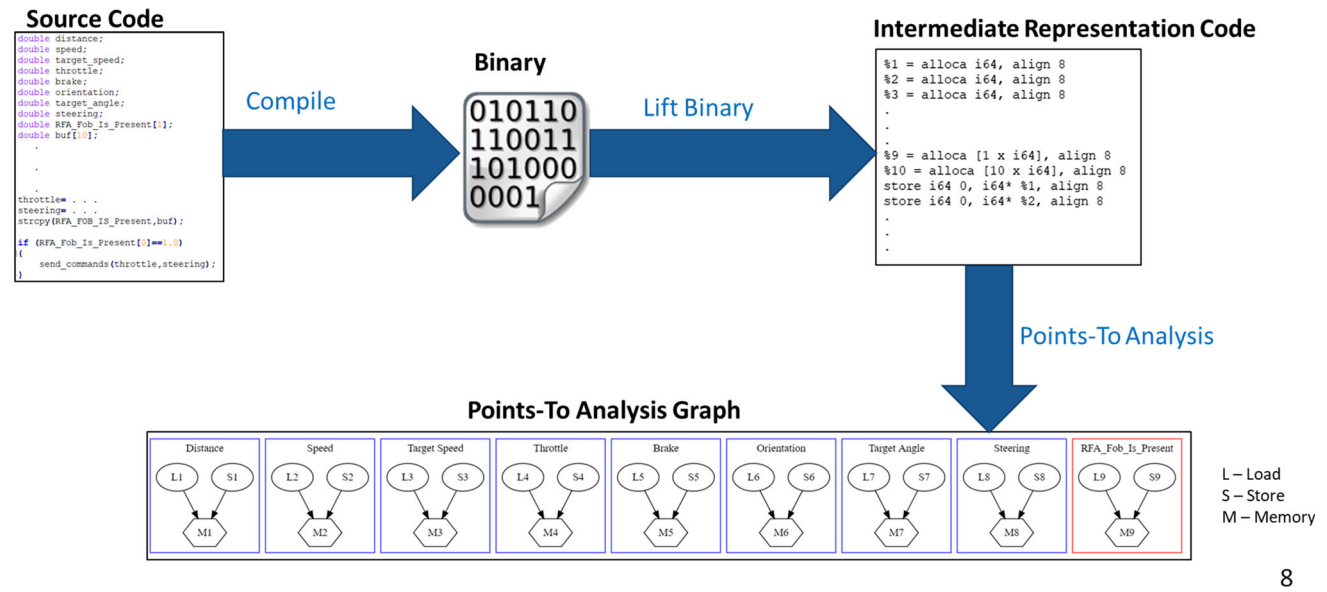 Source Code
double distance;
double speed;
double target_speed;
double throttle;
double brake;
double orientation;
double target_angle;
double steering;
double RFA_Fob_Is_Present[1];
double buf[10];
.
.
.
throttle= . . .
steering= . . .
strcpy(RFA_FOB_IS_Present,buf);
if (RFA_Fob_Is_Present[0]==1.0)
{
send_commands(throttle,steering);
}
Compile
Binary
010110
110011
101000
0001
Lift Binary
Intermediate Representation Code
%1 = alloca i64, align 8
%2 = alloca i64, align 8
%3 = alloca i64, align 8
.
.
.
%9 = alloca [1 x i64], align 8
%10 = alloca [10 x i64], align 8
store i64 0, i64* %1, align 8
store i64 0, i64* %2, align 8
.
.
.
Points-To Analysis
Points-To Analysis Graph
Distance
L1 S1
M1
Speed
L2 S2
M2
Target Speed
L3 S3
M3
Throttle
L4 S4
M4
Brake
L5 S5
M5
Orientation
L6 S6
M6
Target Angle
L7 S7
M7
Steering
L8 S8
M8
RFA_Fob_Is_Present
L9 S9
M9
L – Load
S – Store
M – Memory
8